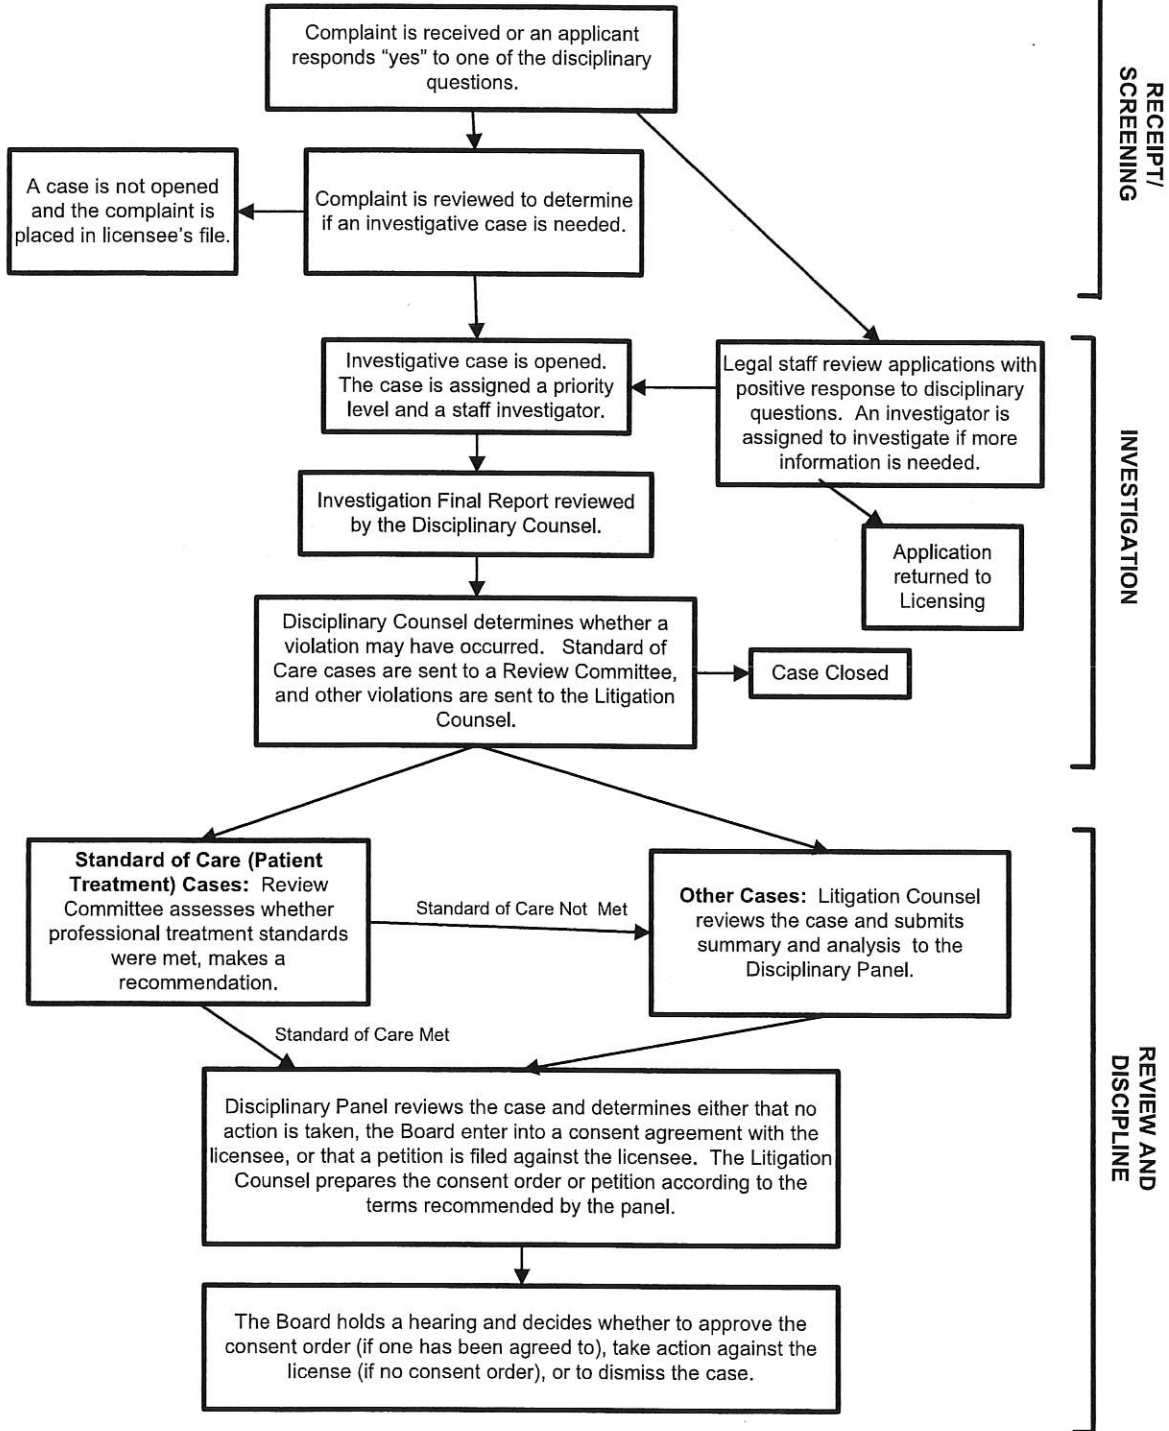 Complaint is received or an applicant
responds “yes” to one of the disciplinary
questions.
RECEIPT/
SCREENING
A case is not opened
and the complaint is
placed in licensee’s file.
Complaint is reviewed to determine
if an investigative case is needed.
Investigative case is opened.
The case is assigned a priority
level and a staff investigator.
Legal staff review applications with
positive response to disciplinary
questions. An investigator is
assigned to investigate if more
information is needed.
INVESTIGATION
Investigation Final Report reviewed
by the Disciplinary Counsel.
Application
returned to
Licensing
Disciplinary Counsel determines whether a
violation may have occurred. Standard of
Care cases are sent to a Review Committee,
and other violations are sent to the Litigation
Counsel.
Case Closed
Standard of Care (Patient
Treatment) Cases: Review
Committee assesses whether
professional treatment standards
were met, makes a
recommendation.
Standard of Care Not Met
Other Cases: Litigation Counsel
reviews the case and submits
summary and analysis to the
Disciplinary Panel.
Standard of Care Met
REVIEW AND
DISCIPLINE
Disciplinary Panel reviews the case and determines either that no
action is taken, the Board enter into a consent agreement with the
licensee, or that a petition is filed against the licensee. The Litigation
Counsel prepares the consent order or petition according to the
terms recommended by the panel.
The Board holds a hearing and decides whether to approve the
consent order (if one has been agreed to), take action against the
license (if no consent order), or to dismiss the case.